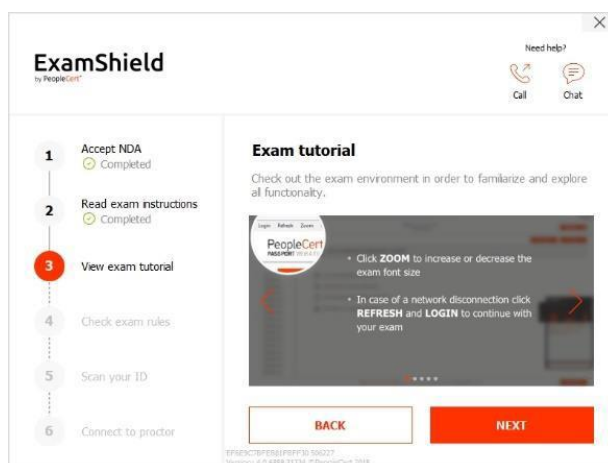 Need help?
ExamShield
by PeopleCert
Call
Chat
1
Accept NDA
Completed
2
Read exam instructions
Completed
3
View exam tutorial
4
Check exam rules
5
Scan your ID
6
Connect to proctor
Exam tutorial
Check out the exam environment in order to familiarize and explore
all functionality.
Login Refresh Zoom
PeopleCert
PASSPORT
• Click ZOOM to increase or decrease the
exam font size
• In case of a network disconnection click
REFRESH and LOGIN to continue with
your exam
BACK
NEXT